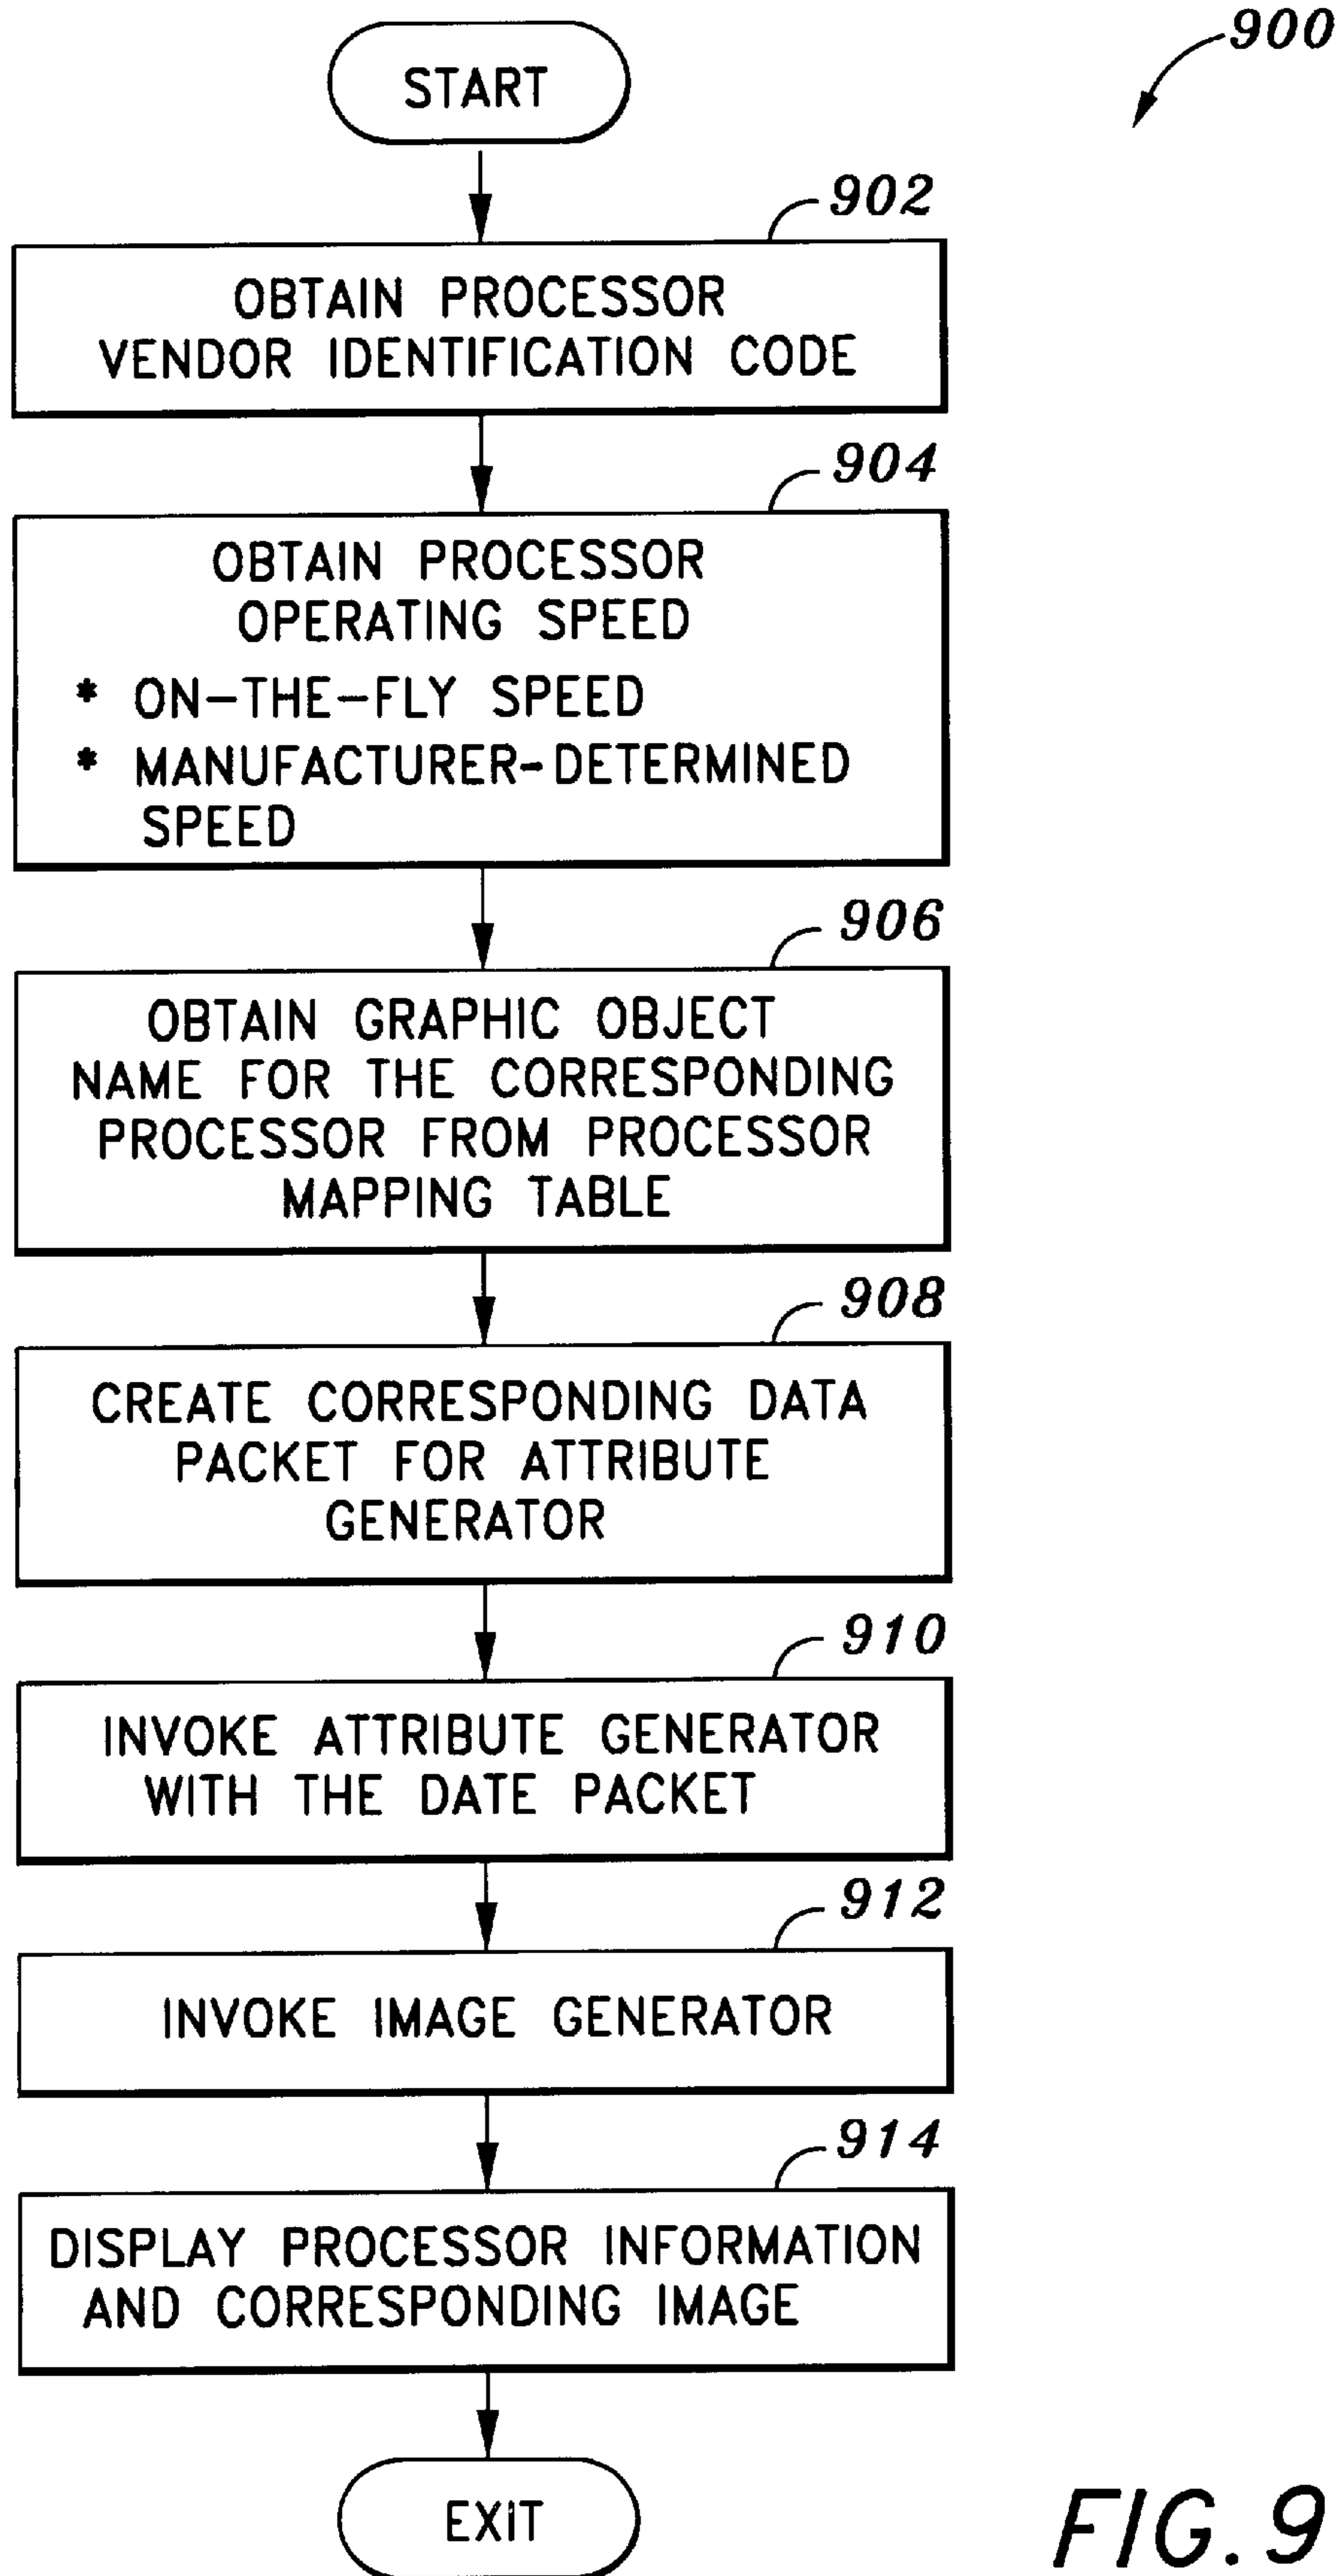 900
START
902
OBTAIN PROCESSOR
VENDOR IDENTIFICATION CODE
904
OBTAIN PROCESSOR
OPERATING SPEED
* ON-THE-FLY SPEED
* MANUFACTURER-DETERMINED
SPEED
906
OBTAIN GRAPHIC OBJECT
NAME FOR THE CORRESPONDING
PROCESSOR FROM PROCESSOR
MAPPING TABLE
908
CREATE CORRESPONDING DATA
PACKET FOR ATTRIBUTE
GENERATOR
910
INVOKE ATTRIBUTE GENERATOR
WITH THE DATE PACKET
912
INVOKE IMAGE GENERATOR
914
DISPLAY PROCESSOR INFORMATION
AND CORRESPONDING IMAGE
EXIT
FIG. 9